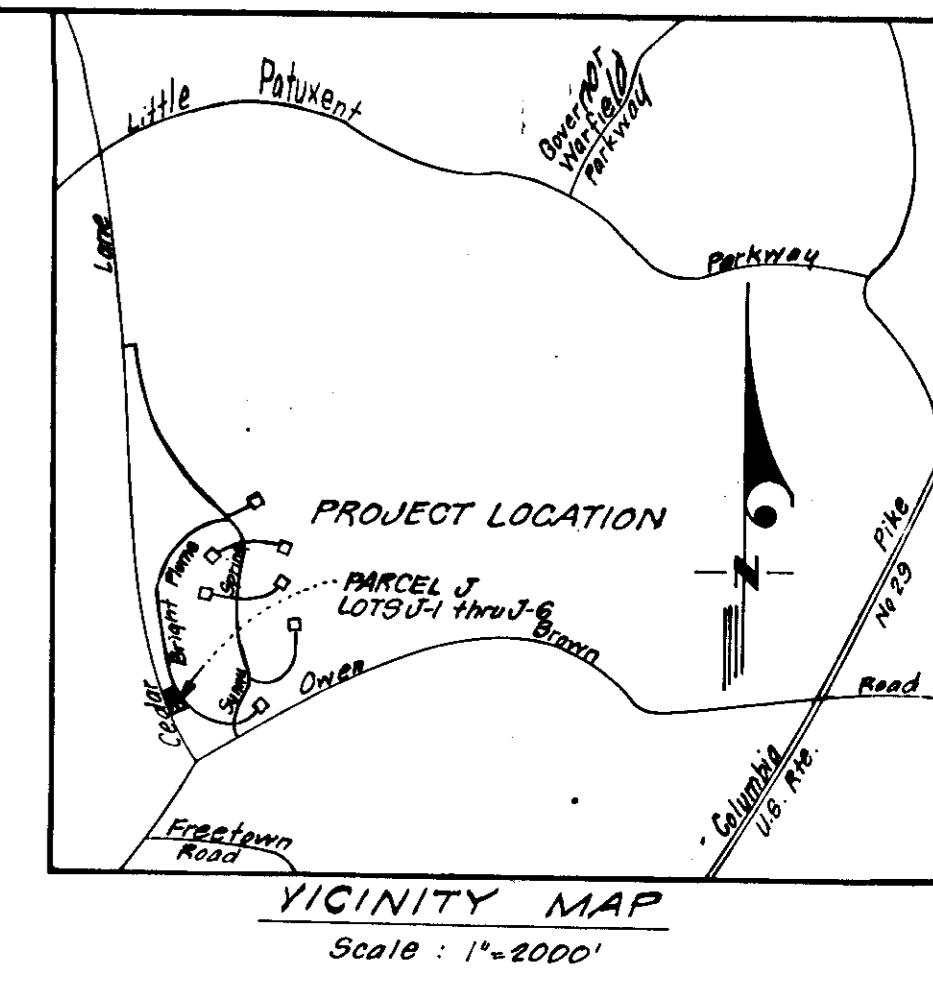 Little Patuxent
Governor
Warfield
Parkway
Lane
Parkway
PROJECT LOCATION
Pike
No 29
Bright Plume
Spring
PARCEL J
LOTS J-1 thru J-6
N
Brown
Owen
Road
Cedar
Sunny
Columbia
U.S. Rte.
Freetown
Road
VICINITY MAP
Scale : 1"=2000'